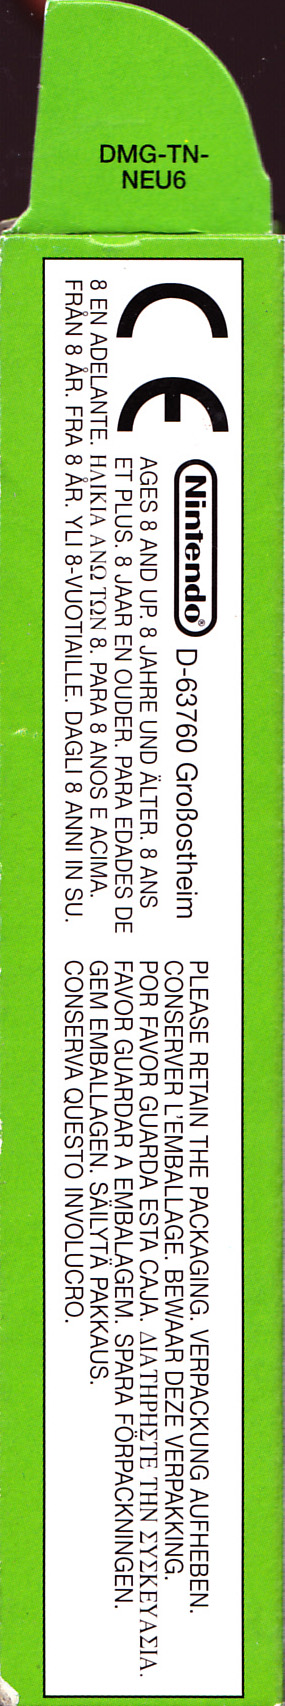 DMG-TN-
NEU6
CE
Nintendo® D-63760 Großostheim
AGES 8 AND UP. 8 JAHRE UND ÄLTER. 8 ANS
ET PLUS. 8 JAAR EN OUDER. PARA EDADES DE
8 EN ADELANTE. ΗΛΙΚΙΑ ΑΝΩ ΤΩΝ 8. PARA 8 ANOS E ACIMA.
FRÅN 8 ÅR. FRA 8 ÅR. YLI 8-VUOTIAILLE. DAGLI 8 ANNI IN SU.
PLEASE RETAIN THE PACKAGING. VERPACKUNG AUFHEBEN.
CONSERVER L'EMBALLAGE. BEWAAR DEZE VERPAKKING.
POR FAVOR GUARDA ESTA CAJA. ΔΙΑΤΗΡΗΣΤΕ ΤΗΝ ΣΥΣΚΕΥΑΣΙΑ.
FAVOR GUARDAR A EMBALAGEM. SPARA FÖRPACKNINGEN.
GEM EMBALLAGEN. SÄILYTÄ PAKKAUS.
CONSERVA QUESTO INVOLUCRO.